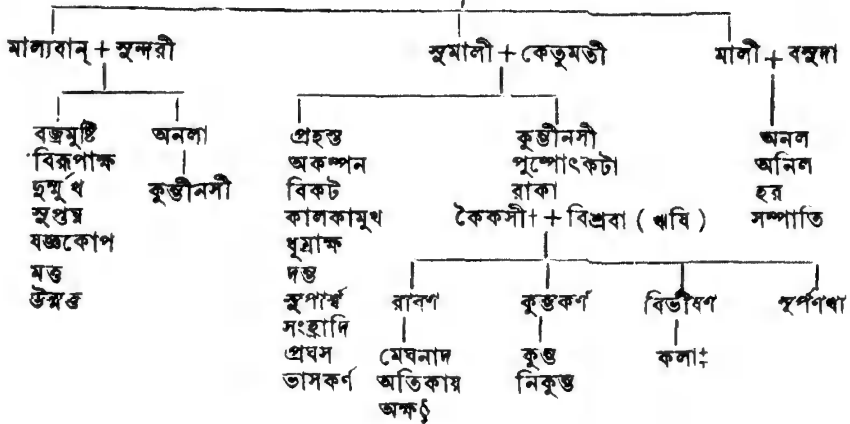 মাল্যবান্ + সুন্দরী
সুমালী + কেতুমতী
মালী + বসুদা
বজ্রমুষ্টি
বিরূপাক্ষ
দুর্ম্মুখ
সুপ্তঘ্ন
যজ্ঞকোপ
মত্ত
উন্মত্ত
অনলা
কুম্ভীনসী
প্রহস্ত
অকম্পন
বিকট
কালকামুখ
ধূম্রাক্ষ
দম্ভ
সুপার্শ্ব
সংহ্রাদি
প্রঘস
ভাসকর্ণ
কুম্ভীনসী
পুষ্পোৎকটা
রাকা
কৈকসী† + বিশ্রবা ( ঋষি )
অনল
অনিল
হর
সম্পাতি
রাবণ
কুম্ভকর্ণ
বিভীষণ
সূর্পণখা
মেঘনাদ
অতিকায়
অক্ষ§
কুম্ভ
নিকুম্ভ
কলা‡